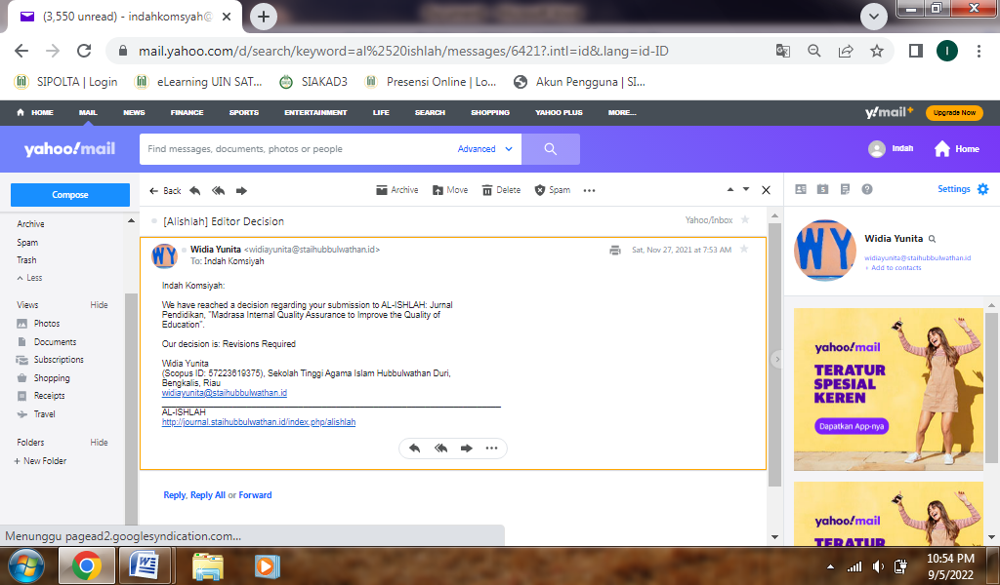 (3,550 unread) - indahkomsyah@
mail.yahoo.com/d/search/keyword=al%2520ishlah/messages/6421?.intl=id&.lang=id-ID
I
SIPOLTA | Login
eLearning UIN SAT...
SIAKAD3
Presensi Online | Lo...
Akun Pengguna | SI...
HOME MAIL NEWS FINANCE SPORTS ENTERTAINMENT LIFE SEARCH SHOPPING YAHOO PLUS MORE...
y!mail+
Upgrade Now
yahoo!mail
Find messages, documents, photos or people
Advanced
Indah
Home
Compose
Back
Archive
Move
Delete
Spam
Settings
Archive
Spam
Trash
Less
Views Hide
Photos
Documents
Subscriptions
Shopping
Receipts
Travel
Folders Hide
+ New Folder
[Alishlah] Editor Decision
Yahoo/Inbox
WY
Widia Yunita <widiayunita@staihubbulwathan.id>
Sat, Nov 27, 2021 at 7:53 AM
To: Indah Komsiyah
Indah Komsiyah:
We have reached a decision regarding your submission to AL-ISHLAH: Jurnal
Pendidikan, "Madrasa Internal Quality Assurance to Improve the Quality of
Education".
Our decision is: Revisions Required
Widia Yunita
(Scopus ID: 57223619375), Sekolah Tinggi Agama Islam Hubbulwathan Duri,
Bengkalis, Riau
widiayunita@staihubbulwathan.id
AL-ISHLAH
http://journal.staihubbulwathan.id/index.php/alishlah
Reply, Reply All or Forward
WY
Widia Yunita
widiayunita@staihubbulwathan.id
+ Add to contacts
yahoo!mail
TERATUR
SPESIAL
KEREN
Dapatkan App-nya
yahoo!mail
TERATUR
Menunggu pagead2.googlesyndication.com...
10:54 PM
9/5/2022